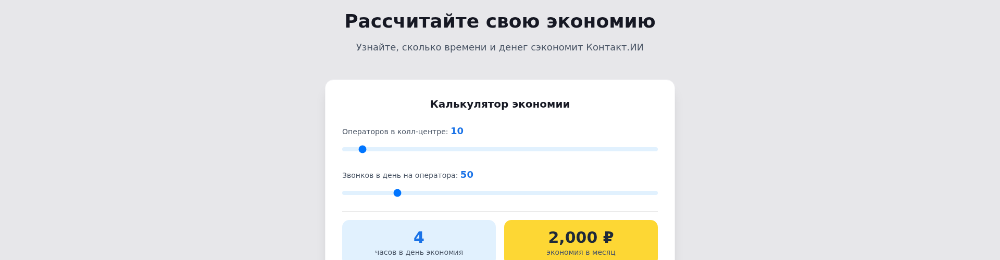 Рассчитайте свою экономию
Узнайте, сколько времени и денег сэкономит Контакт.ИИ
Калькулятор экономии
Операторов в колл-центре: 10
Звонков в день на оператора: 50
4
часов в день экономия
2,000 ₽
экономия в месяц